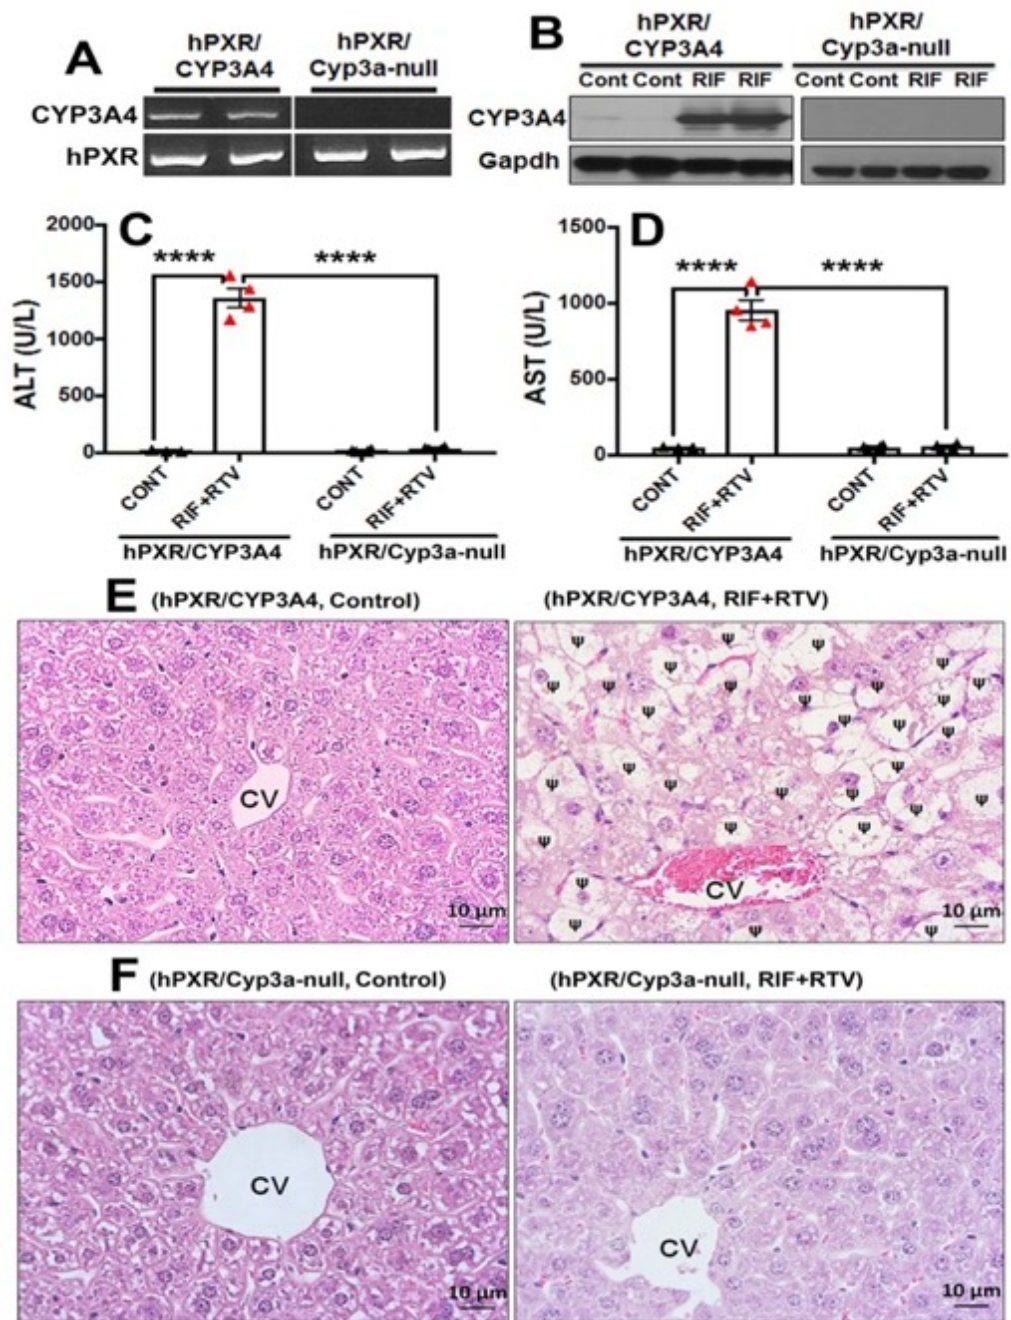 A
hPXR/
CYP3A4
hPXR/
Cyp3a-null
CYP3A4
hPXR
B
hPXR/
CYP3A4
hPXR/
Cyp3a-null
Cont Cont RIF RIF
Cont Cont RIF RIF
CYP3A4
Gapdh
C
ALT (U/L)
2000
1500
1000
500
0
**** ****
CONT
RIF+RTV
CONT
RIF+RTV
hPXR/CYP3A4
hPXR/Cyp3a-null
D
AST (U/L)
1500
1000
500
0
**** ****
CONT
RIF+RTV
CONT
RIF+RTV
hPXR/CYP3A4
hPXR/Cyp3a-null
E (hPXR/CYP3A4, Control)
CV
10 μm
(hPXR/CYP3A4, RIF+RTV)
Ψ Ψ Ψ
Ψ Ψ
Ψ Ψ Ψ Ψ Ψ
Ψ Ψ Ψ
Ψ Ψ Ψ
Ψ Ψ Ψ
Ψ Ψ Ψ Ψ Ψ
Ψ Ψ
Ψ Ψ Ψ
Ψ
CV
Ψ Ψ Ψ
10 μm
F (hPXR/Cyp3a-null, Control)
CV
10 μm
(hPXR/Cyp3a-null, RIF+RTV)
CV
10 μm